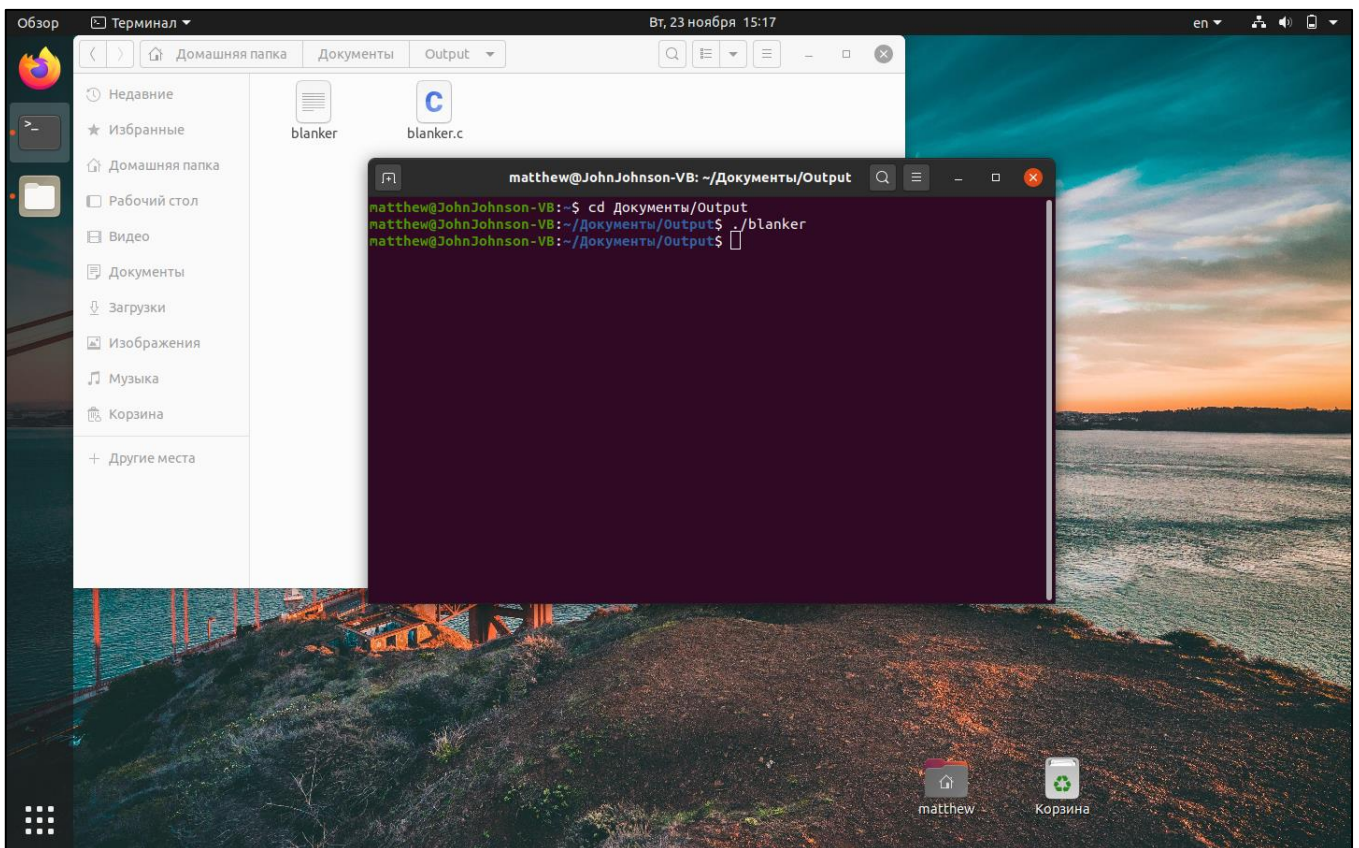 Обзор Терминал Вт, 23 ноября 15:17 en
Домашняя папка Документы Output
Недавние
Избранные
Домашняя папка
Рабочий стол
Видео
Документы
Загрузки
Изображения
Музыка
Корзина
+ Другие места
blanker blanker.c
matthew@JohnJohnson-VB: ~/Документы/Output
matthew@JohnJohnson-VB:~$ cd Документы/Output
matthew@JohnJohnson-VB:~/Документы/Output$ ./blanker
matthew@JohnJohnson-VB:~/Документы/Output$
matthew Корзина